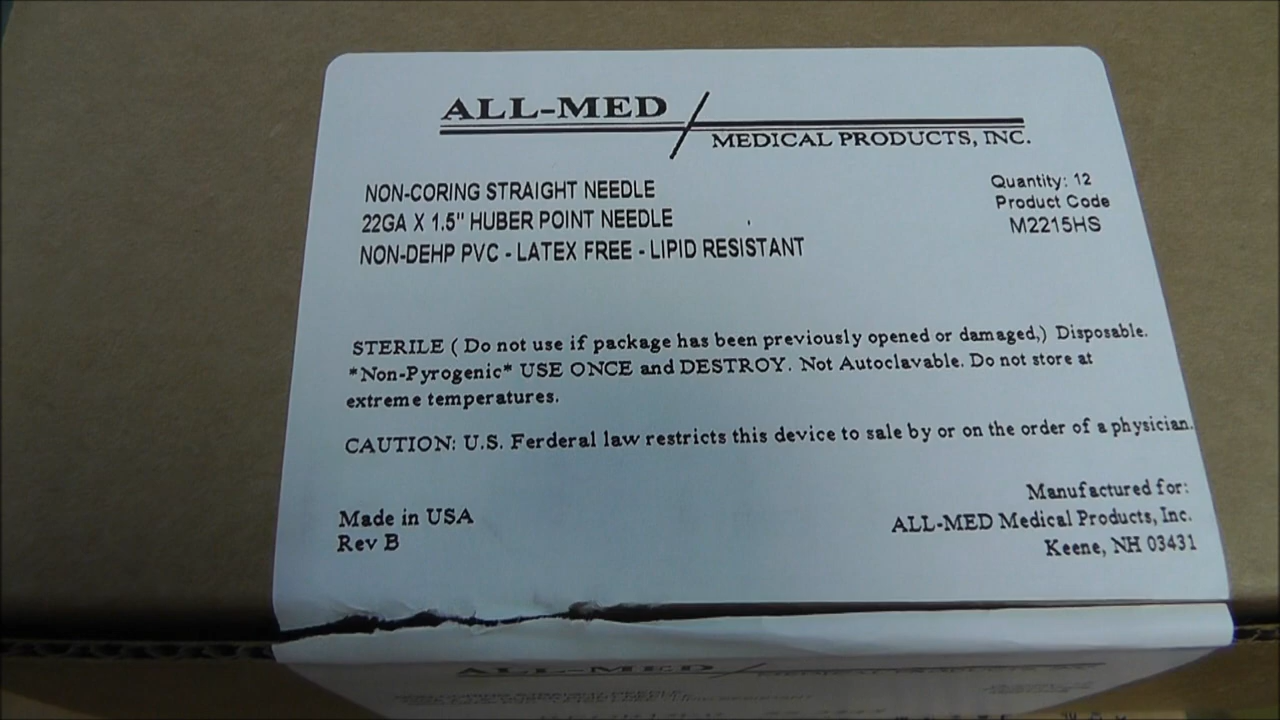 ALL-MED
MEDICAL PRODUCTS, INC.
NON-CORING STRAIGHT NEEDLE
22GA X 1.5" HUBER POINT NEEDLE
NON-DEHP PVC - LATEX FREE - LIPID RESISTANT
Quantity: 12
Product Code
M2215HS
STERILE ( Do not use if package has been previously opened or damaged,) Disposable.
*Non-Pyrogenic* USE ONCE and DESTROY. Not Autoclavable. Do not store at
extreme temperatures.
CAUTION: U.S. Ferderal law restricts this device to sale by or on the order of a physician.
Made in USA
Rev B
Manufactured for:
ALL-MED Medical Products, Inc.
Keene, NH 03431
ALL-MED